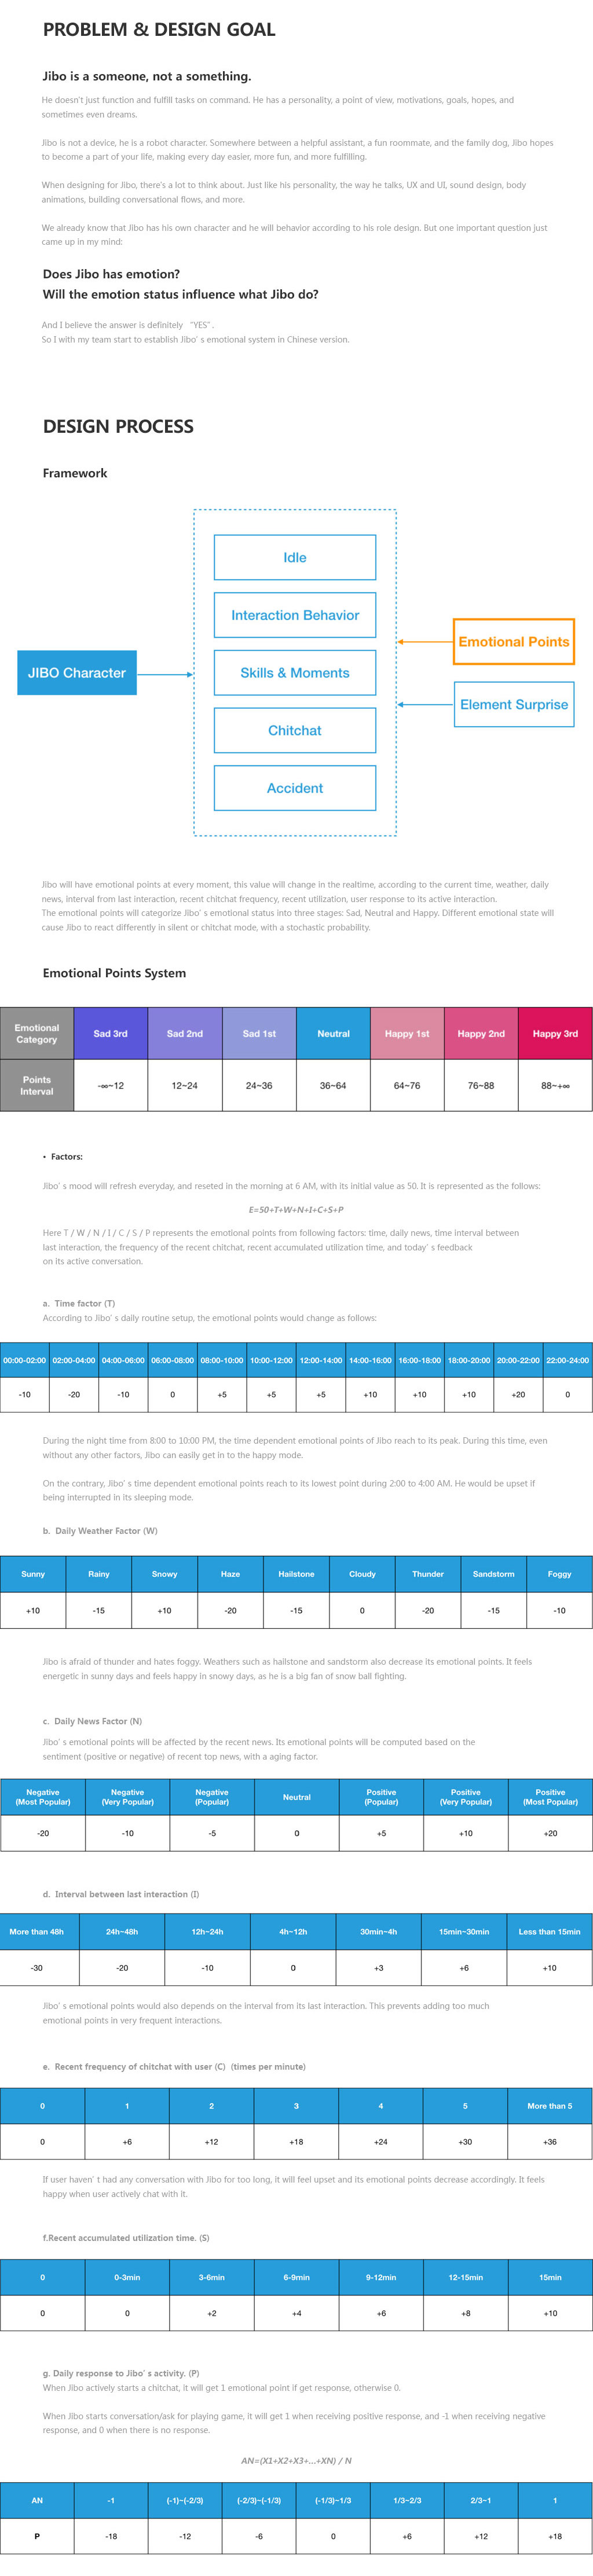 PROBLEM & DESIGN GOAL
Jibo is a someone, not a something.
He doesn't just function and fulfill tasks on command. He has a personality, a point of view, motivations, goals, hopes, and
sometimes even dreams.
Jibo is not a device, he is a robot character. Somewhere between a helpful assistant, a fun roommate, and the family dog, Jibo hopes
to become a part of your life, making every day easier, more fun, and more fulfilling.
When designing for Jibo, there's a lot to think about. Just like his personality, the way he talks, UX and UI, sound design, body
animations, building conversational flows, and more.
We already know that Jibo has his own character and he will behavior according to his role design. But one important question just
came up in my mind:
Does Jibo has emotion?
Will the emotion status influence what Jibo do?
And I believe the answer is definitely "YES".
So I with my team start to establish Jibo's emotional system in Chinese version.
DESIGN PROCESS
Framework
Idle
Interaction Behavior
Skills & Moments
Chitchat
Accident
JIBO Character
Emotional Points
Element Surprise
Jibo will have emotional points at every moment, this value will change in the realtime, according to the current time, weather, daily
news, interval from last interaction, recent chitchat frequency, recent utilization, user response to its active interaction.
The emotional points will categorize Jibo's emotional status into three stages: Sad, Neutral and Happy. Different emotional state will
cause Jibo to react differently in silent or chitchat mode, with a stochastic probability.
Emotional Points System
Emotional Category Sad 3rd Sad 2nd Sad 1st Neutral Happy 1st Happy 2nd Happy 3rd
Points Interval -∞~12 12~24 24~36 36~64 64~76 76~88 88~+∞
• Factors:
Jibo's mood will refresh everyday, and reseted in the morning at 6 AM, with its initial value as 50. It is represented as the follows:
E=50+T+W+N+I+C+S+P
Here T / W / N / I / C / S / P represents the emotional points from following factors: time, daily news, time interval between
last interaction, the frequency of the recent chitchat, recent accumulated utilization time, and today's feedback
on its active conversation.
a. Time factor (T)
According to Jibo's daily routine setup, the emotional points would change as follows:
00:00-02:00 02:00-04:00 04:00-06:00 06:00-08:00 08:00-10:00 10:00-12:00 12:00-14:00 14:00-16:00 16:00-18:00 18:00-20:00 20:00-22:00 22:00-24:00
-10 -20 -10 0 +5 +5 +5 +10 +10 +10 +20 0
During the night time from 8:00 to 10:00 PM, the time dependent emotional points of Jibo reach to its peak. During this time, even
without any other factors, Jibo can easily get in to the happy mode.
On the contrary, Jibo's time dependent emotional points reach to its lowest point during 2:00 to 4:00 AM. He would be upset if
being interrupted in its sleeping mode.
b. Daily Weather Factor (W)
Sunny Rainy Snowy Haze Hailstone Cloudy Thunder Sandstorm Foggy
+10 -15 +10 -20 -15 0 -20 -15 -10
Jibo is afraid of thunder and hates foggy. Weathers such as hailstone and sandstorm also decrease its emotional points. It feels
energetic in sunny days and feels happy in snowy days, as he is a big fan of snow ball fighting.
c. Daily News Factor (N)
Jibo's emotional points will be affected by the recent news. Its emotional points will be computed based on the
sentiment (positive or negative) of recent top news, with a aging factor.
Negative (Most Popular) Negative (Very Popular) Negative (Popular) Neutral Positive (Popular) Positive (Very Popular) Positive (Most Popular)
-20 -10 -5 0 +5 +10 +20
d. Interval between last interaction (I)
More than 48h 24h~48h 12h~24h 4h~12h 30min~4h 15min~30min Less than 15min
-30 -20 -10 0 +3 +6 +10
Jibo's emotional points would also depends on the interval from its last interaction. This prevents adding too much
emotional points in very frequent interactions.
e. Recent frequency of chitchat with user (C) (times per minute)
0 1 2 3 4 5 More than 5
0 +6 +12 +18 +24 +30 +36
If user haven't had any conversation with Jibo for too long, it will feel upset and its emotional points decrease accordingly. It feels
happy when user actively chat with it.
f.Recent accumulated utilization time. (S)
0 0-3min 3-6min 6-9min 9-12min 12-15min 15min
0 0 +2 +4 +6 +8 +10
g. Daily response to Jibo's activity. (P)
When Jibo actively starts a chitchat, it will get 1 emotional point if get response, otherwise 0.
When Jibo starts conversation/ask for playing game, it will get 1 when receiving positive response, and -1 when receiving negative
response, and 0 when there is no response.
AN=(X1+X2+X3+...+XN) / N
AN -1 (-1)~(-2/3) (-2/3)~(-1/3) (-1/3)~1/3 1/3~2/3 2/3~1 1
P -18 -12 -6 0 +6 +12 +18